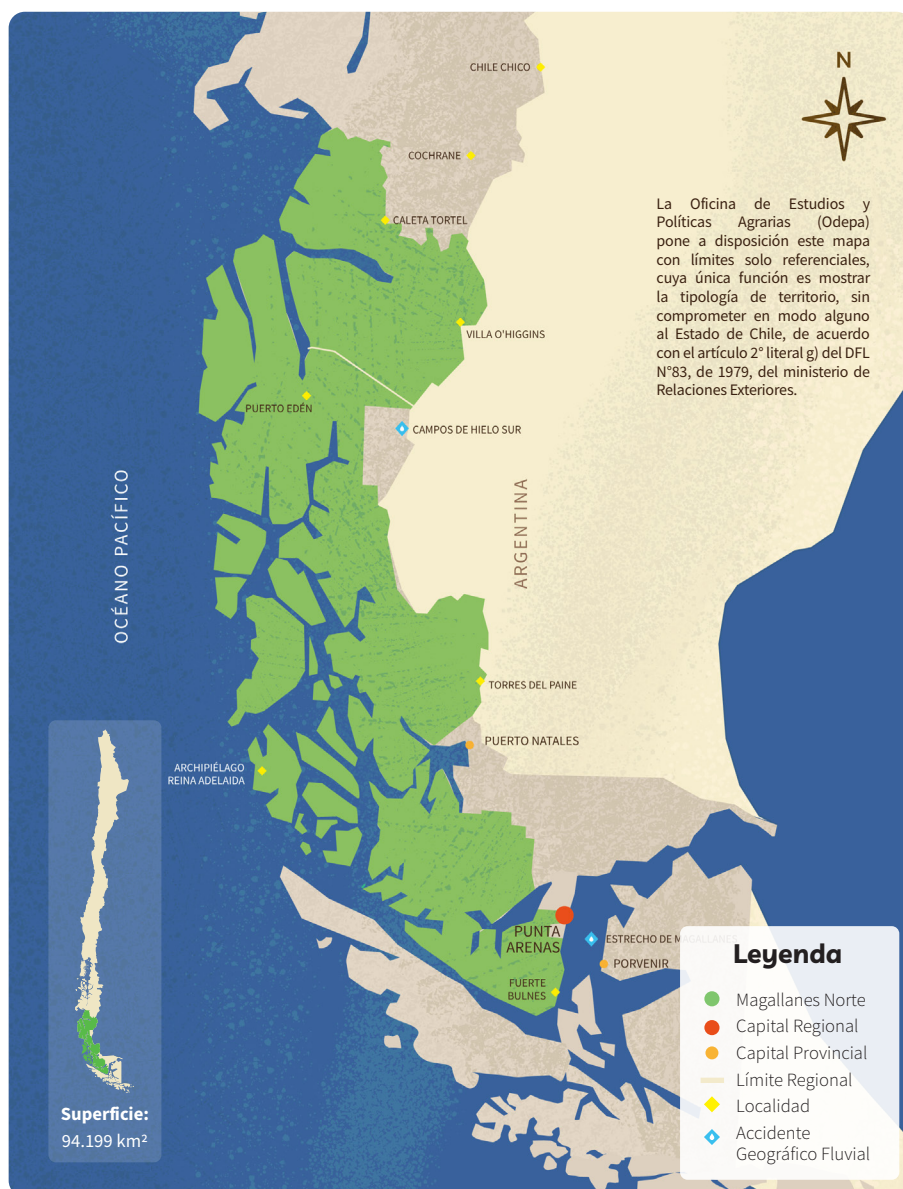 CHILE CHICO
N
COCHRANE
La Oficina de Estudios y
Políticas Agrarias (Odepa)
pone a disposición este mapa
con límites solo referenciales,
cuya única función es mostrar
la tipología de territorio, sin
comprometer en modo alguno
al Estado de Chile, de acuerdo
con el artículo 2° literal g) del DFL
N°83, de 1979, del ministerio de
Relaciones Exteriores.
CALETA TORTEL
VILLA O'HIGGINS
PUERTO EDÉN
CAMPOS DE HIELO SUR
OCÉANO PACÍFICO
ARGENTINA
TORRES DEL PAINE
PUERTO NATALES
ARCHIPIÉLAGO
REINA ADELAIDA
PUNTA
ARENAS
ESTRECHO DE MAGALLANES
PORVENIR
FUERTE
BULNES
Leyenda
Magallanes Norte
Capital Regional
Capital Provincial
Límite Regional
Localidad
Accidente
Geográfico Fluvial
Superficie:
94.199 km²